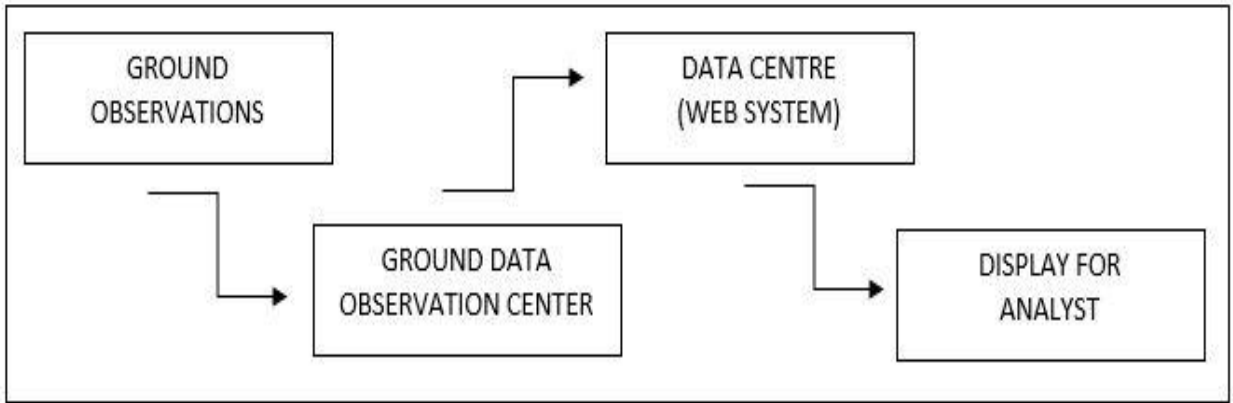 GROUND
OBSERVATIONS
GROUND DATA
OBSERVATION CENTER
DATA CENTRE
(WEB SYSTEM)
DISPLAY FOR
ANALYST